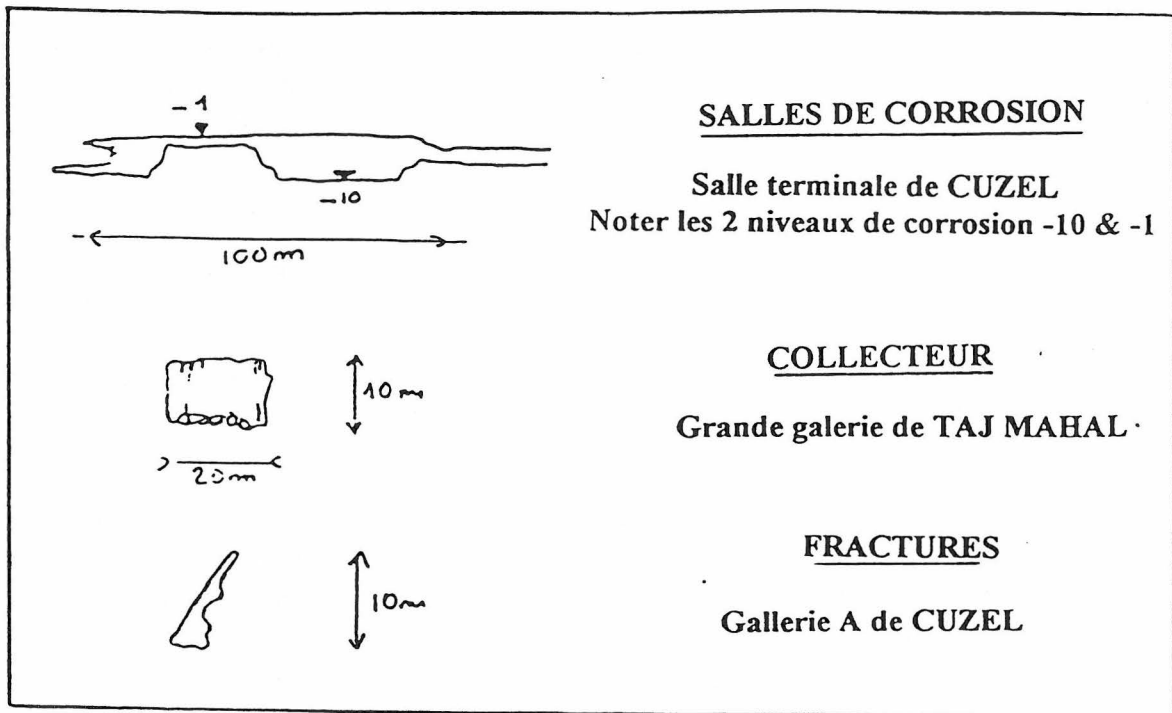 -1
-10
100m
SALLES DE CORROSION
Salle terminale de CUZEL
Noter les 2 niveaux de corrosion -10 & -1
10m
20m
COLLECTEUR
Grande galerie de TAJ MAHAL
10m
FRACTURES
Gallerie A de CUZEL